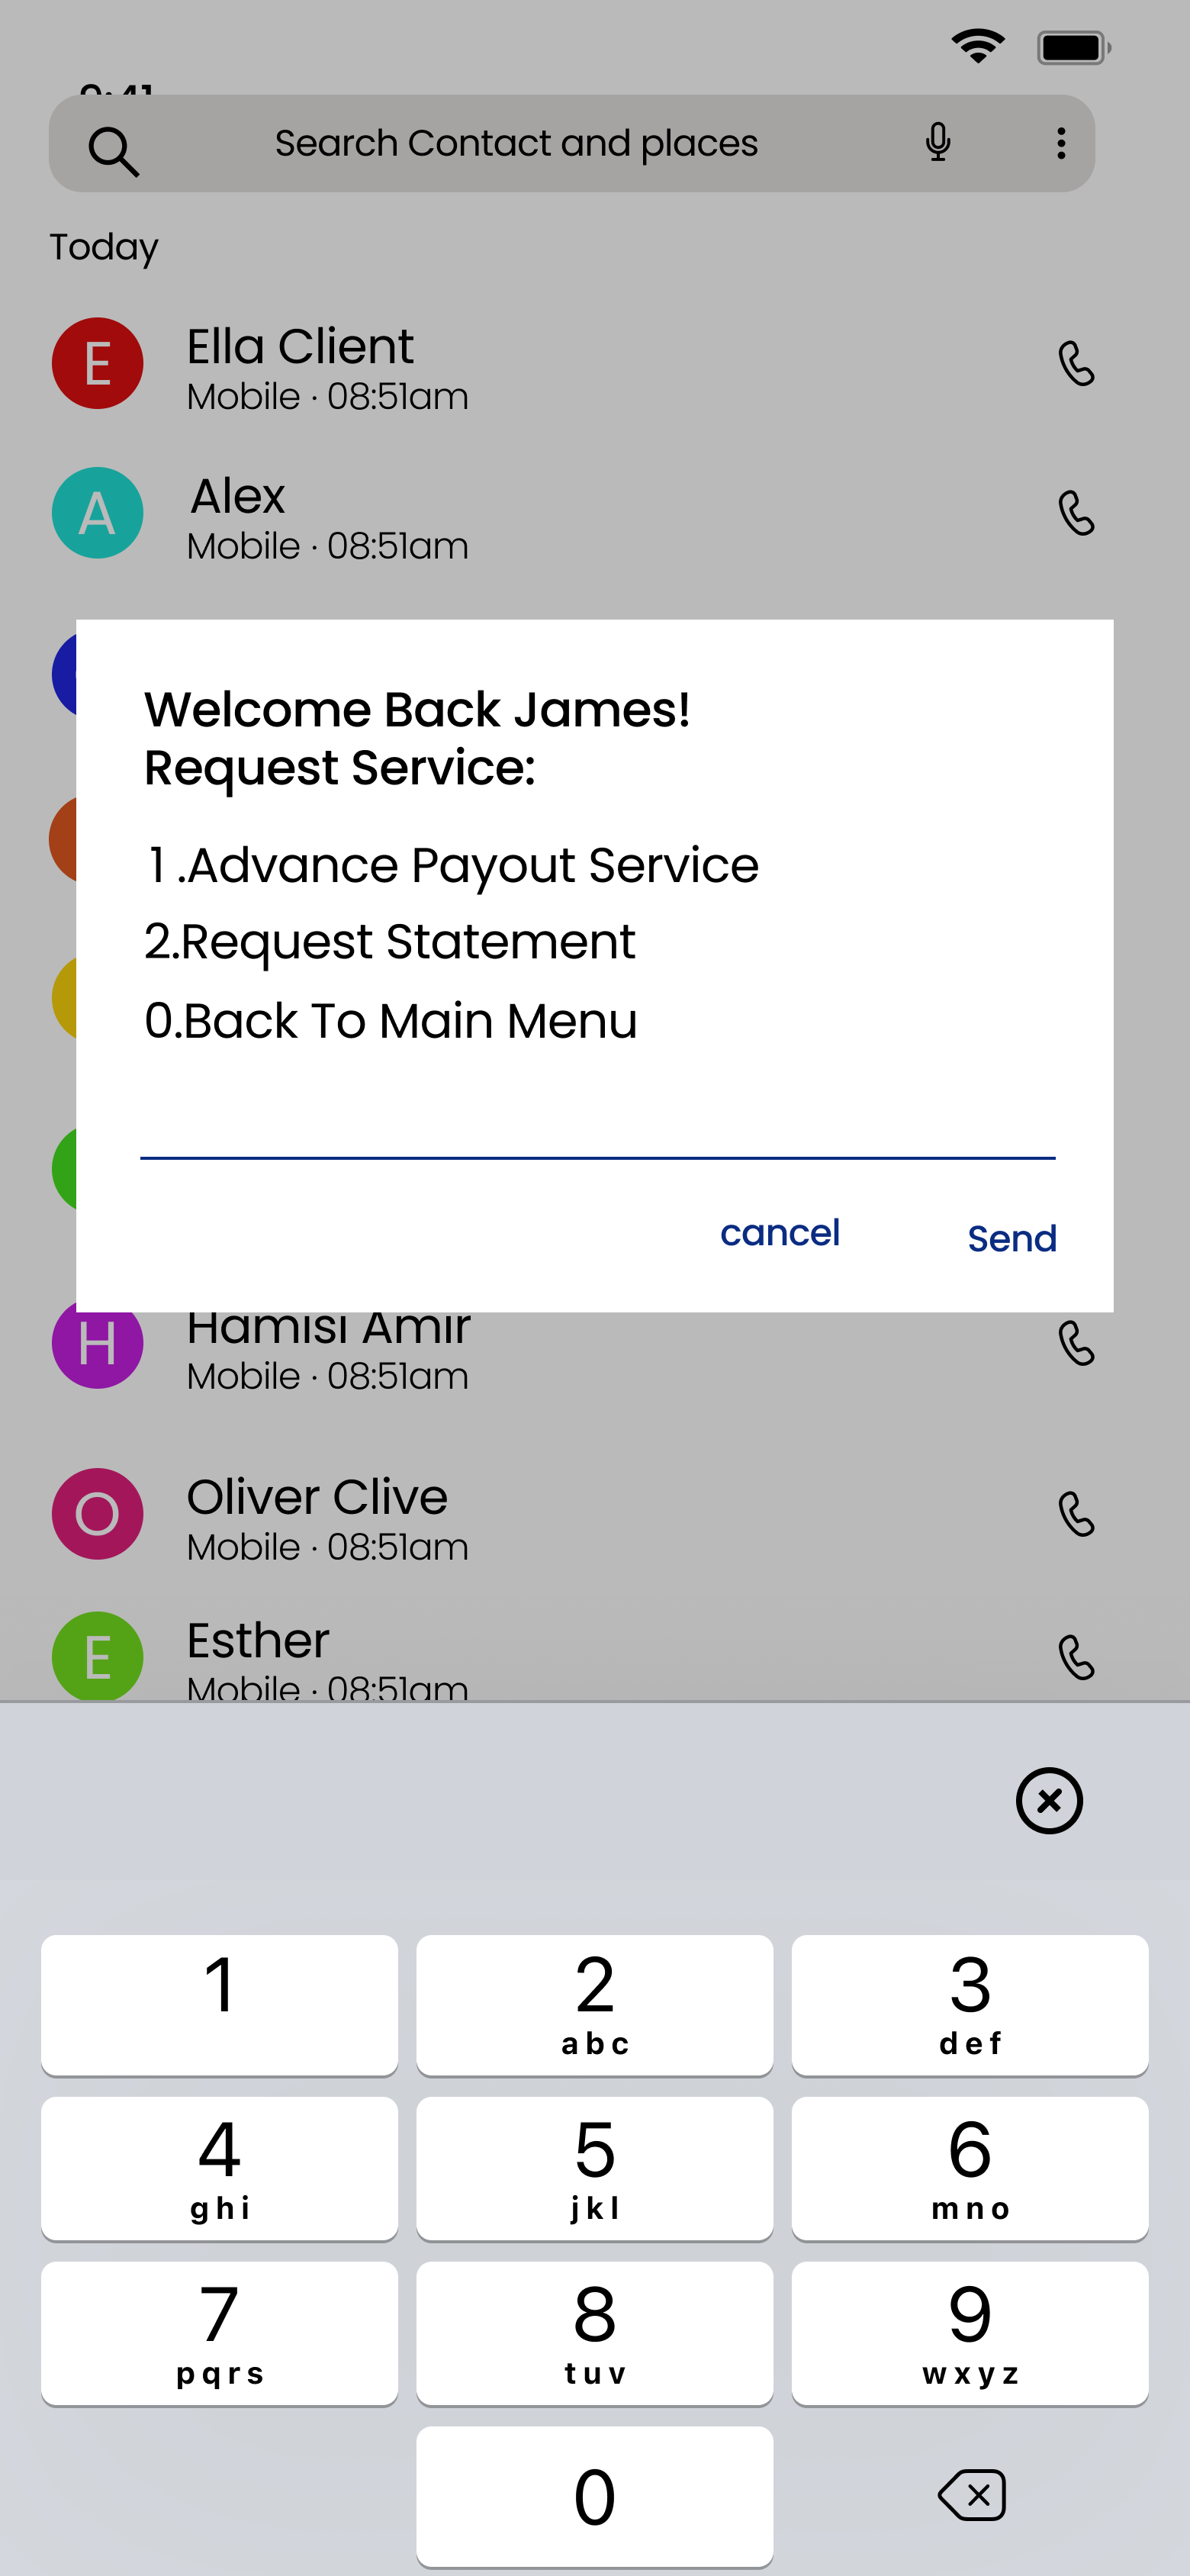 9:41
Search Contact and places
Today
E
Ella Client
Mobile · 08:51am
A
Alex
Mobile · 08:51am
Welcome Back James!
Request Service:
1 .Advance Payout Service
2.Request Statement
0.Back To Main Menu
cancel
Send
H
Hamisi Amir
Mobile · 08:51am
O
Oliver Clive
Mobile · 08:51am
E
Esther
Mobile · 08:51am
1
2
3
abc
def
4
5
6
ghi
jkl
mno
7
8
9
pqrs
tuv
wxyz
0